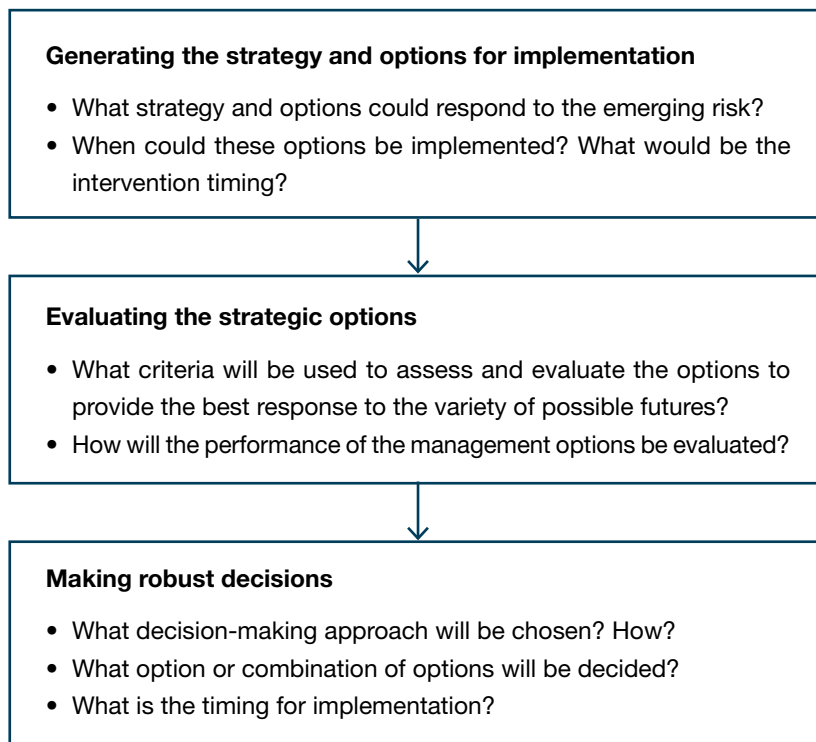 Generating the strategy and options for implementation
• What strategy and options could respond to the emerging risk?
• When could these options be implemented? What would be the
intervention timing?
Evaluating the strategic options
• What criteria will be used to assess and evaluate the options to
provide the best response to the variety of possible futures?
• How will the performance of the management options be evaluated?
Making robust decisions
• What decision-making approach will be chosen? How?
• What option or combination of options will be decided?
• What is the timing for implementation?